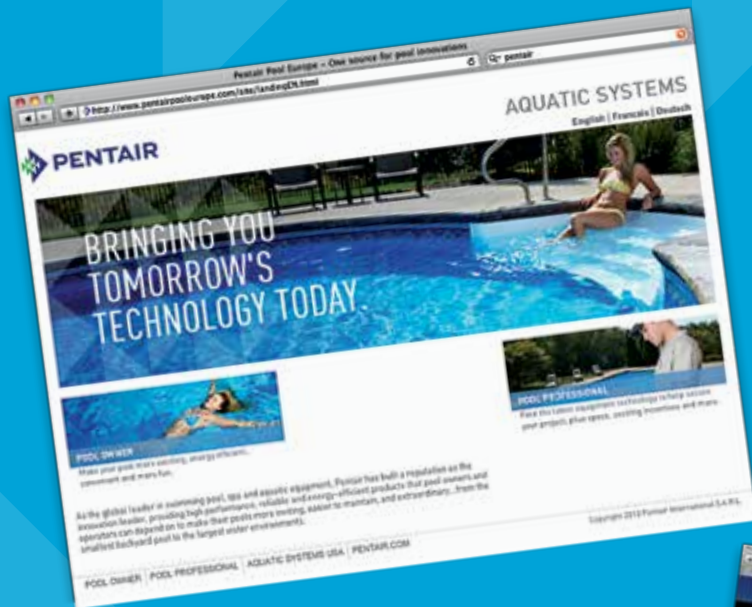 Pentair Pool Europe – One source for pool innovations
http://www.pentairpooleurope.com/site/landingEN.html
pentair
PENTAIR
AQUATIC SYSTEMS
English | Francais | Deutsch
BRINGING YOU
TOMORROW'S
TECHNOLOGY TODAY.
POOL OWNER
Make your pool more exciting, energy efficient,
convenient and more fun.
POOL PROFESSIONAL
Find the latest equipment technology to help secure
your project, plus specs, exciting incentives and more.
As the global leader in swimming pool, spa and aquatic equipment, Pentair has built a reputation as the
innovation leader, providing high performance, reliable and energy-efficient products that pool owners and
operators can depend on to make their pools more inviting, easier to maintain, and extraordinary...from the
smallest backyard pool to the largest water environments.
POOL OWNER | POOL PROFESSIONAL | AQUATIC SYSTEMS USA | PENTAIR.COM
Copyright 2012 Pentair International S.A.R.L.